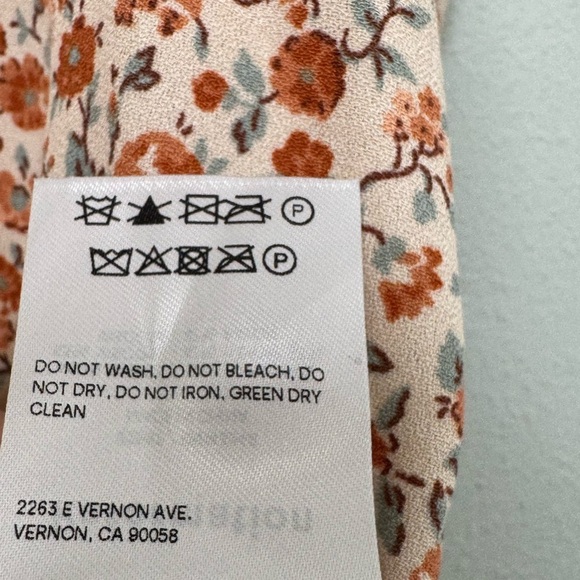 P
P
DO NOT WASH, DO NOT BLEACH, DO
NOT DRY, DO NOT IRON, GREEN DRY
CLEAN
2263 E VERNON AVE.
VERNON, CA 90058